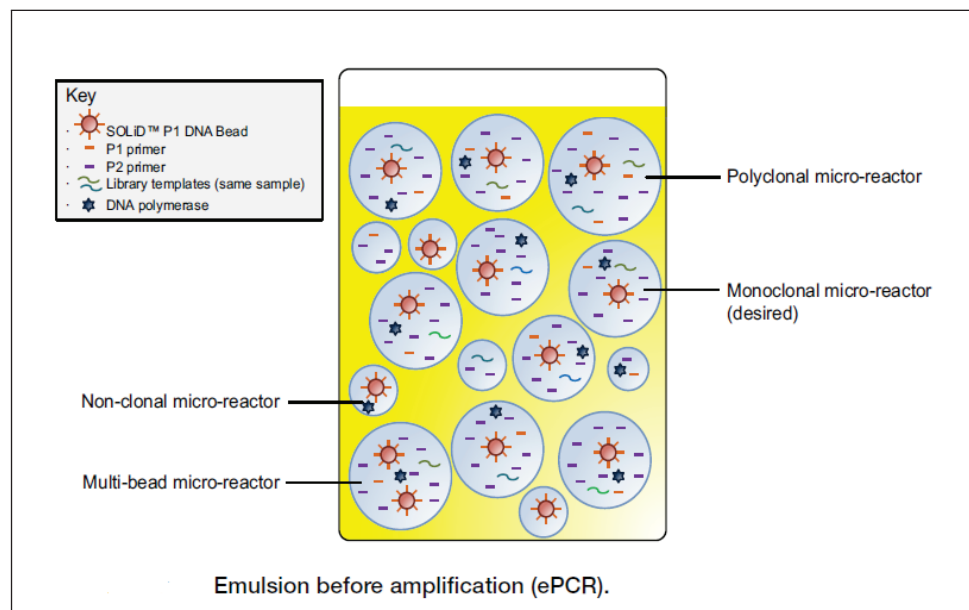 Key
· SOLiD™ P1 DNA Bead
· P1 primer
· P2 primer
· Library templates (same sample)
· DNA polymerase
Polyclonal micro-reactor
Monoclonal micro-reactor
(desired)
Non-clonal micro-reactor
Multi-bead micro-reactor
Emulsion before amplification (ePCR).